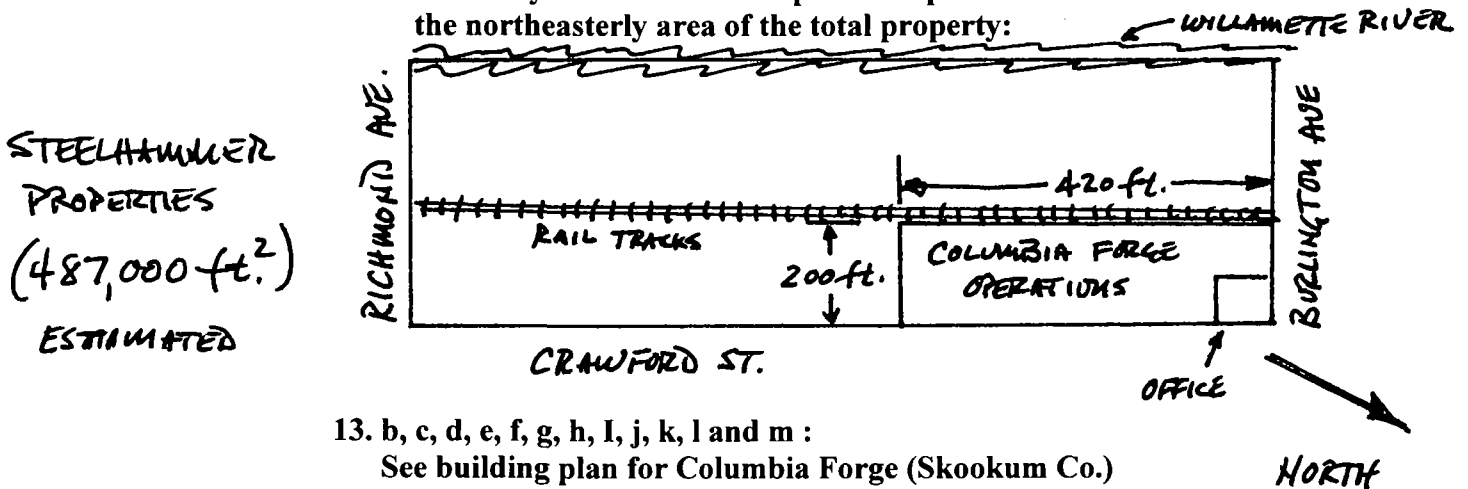 the northeasterly area of the total property:
WILLAMETTE RIVER
STEELHAMMER
PROPERTIES
(487,000 ft.²)
ESTIMATED
RICHMOND AVE.
BURLINGTON AVE
420 ft.
RAIL TRACKS
200 ft.
COLUMBIA FORGE
OPERATIONS
CRAWFORD ST.
OFFICE
13. b, c, d, e, f, g, h, I, j, k, l and m :
See building plan for Columbia Forge (Skookum Co.)
NORTH